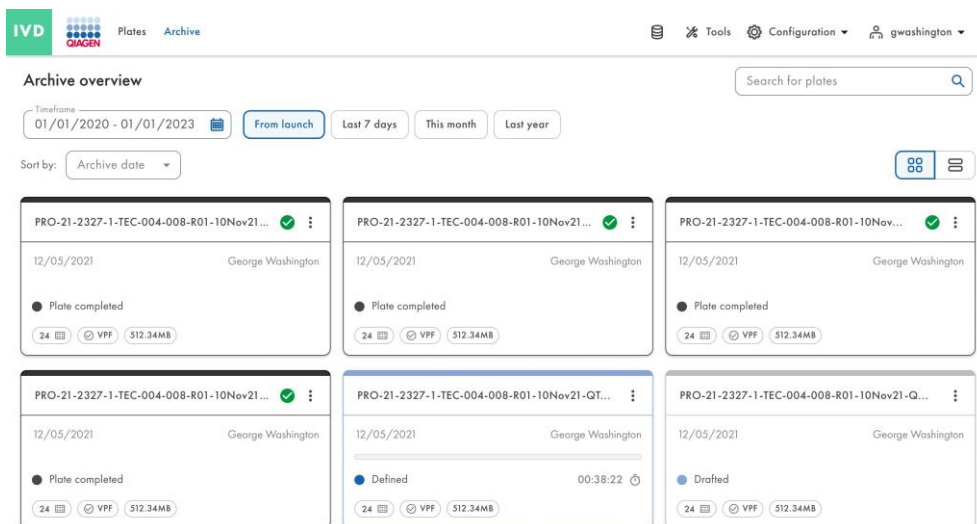 IVD QIAGEN Plates Archive Tools Configuration gwashington
Archive overview
Search for plates
Timeframe
01/01/2020 - 01/01/2023 From launch Last 7 days This month Last year
Sort by: Archive date
PRO-21-2327-1-TEC-004-008-R01-10Nov21...
12/05/2021 George Washington
Plate completed
24 VPF 512.34MB
PRO-21-2327-1-TEC-004-008-R01-10Nov21...
12/05/2021 George Washington
Plate completed
24 VPF 512.34MB
PRO-21-2327-1-TEC-004-008-R01-10Nov...
12/05/2021 George Washington
Plate completed
24 VPF 512.34MB
PRO-21-2327-1-TEC-004-008-R01-10Nov21...
12/05/2021 George Washington
Plate completed
24 VPF 512.34MB
PRO-21-2327-1-TEC-004-008-R01-10Nov21-QT...
12/05/2021 George Washington
Defined 00:38:22
24 VPF 512.34MB
PRO-21-2327-1-TEC-004-008-R01-10Nov21-Q...
12/05/2021 George Washington
Drafted
24 VPF 512.34MB